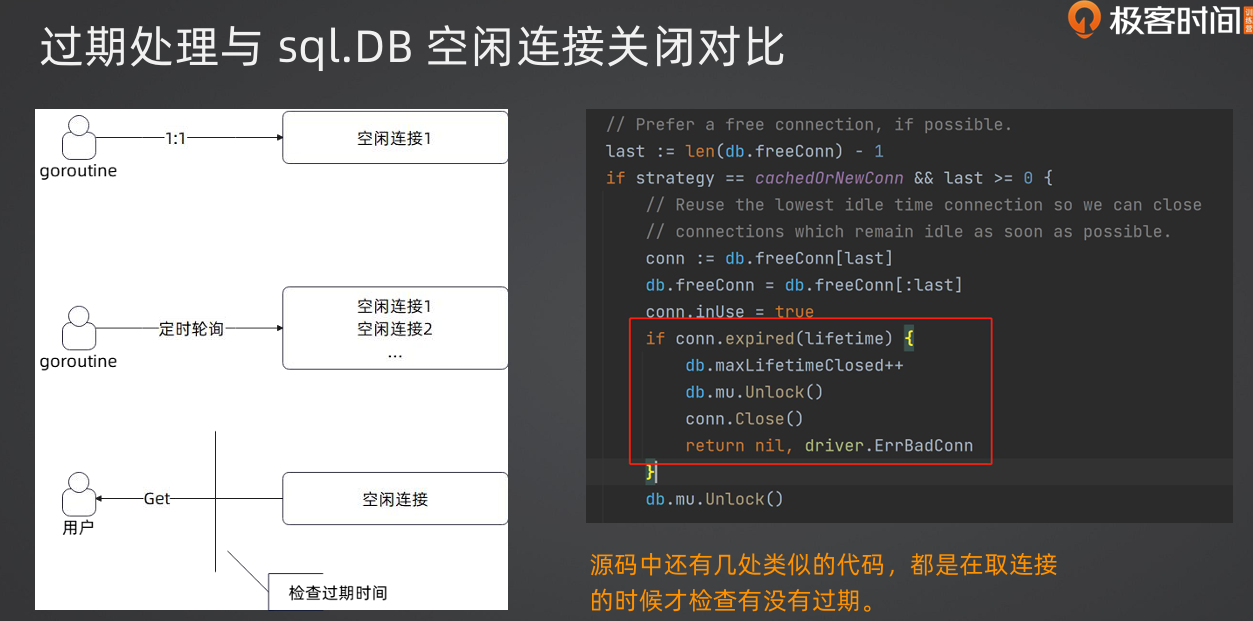 极客时间
训练营
过期处理与 sql.DB 空闲连接关闭对比
goroutine
1:1
空闲连接1
goroutine
定时轮询
空闲连接1
空闲连接2
...
用户
Get
空闲连接
检查过期时间
// Prefer a free connection, if possible.
last := len(db.freeConn) - 1
if strategy == cachedOrNewConn && last >= 0 {
// Reuse the lowest idle time connection so we can close
// connections which remain idle as soon as possible.
conn := db.freeConn[last]
db.freeConn = db.freeConn[:last]
conn.inUse = true
if conn.expired(lifetime) {
db.maxLifetimeClosed++
db.mu.Unlock()
conn.Close()
return nil, driver.ErrBadConn
}
db.mu.Unlock()
源码中还有几处类似的代码，都是在取连接
的时候才检查有没有过期。